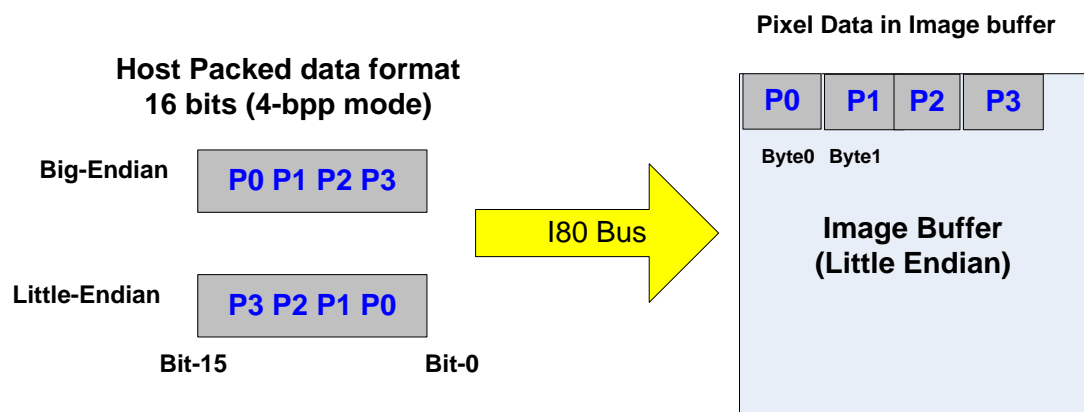 Pixel Data in Image buffer
Host Packed data format
16 bits (4-bpp mode)
Big-Endian
P0 P1 P2 P3
Little-Endian
P3 P2 P1 P0
Bit-15
Bit-0
I80 Bus
P0
P1
P2
P3
Byte0
Byte1
Image Buffer
(Little Endian)